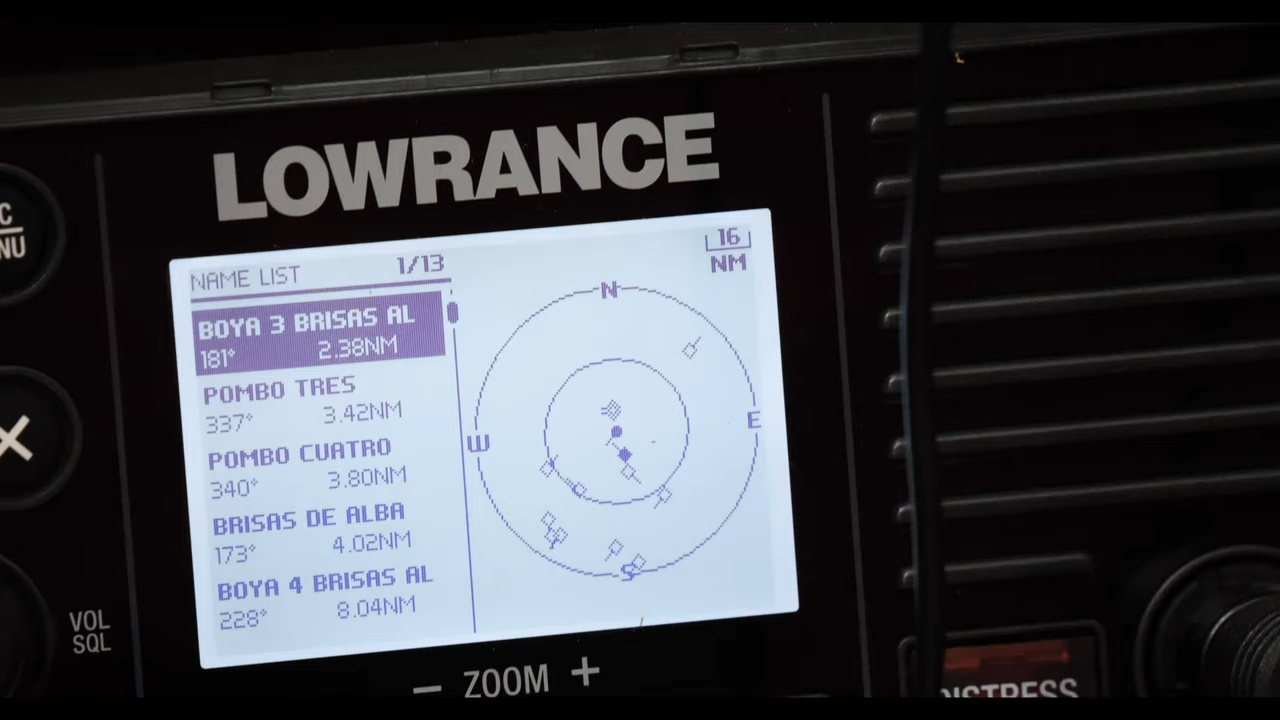 LOWRANCE
C
NU
NAME LIST 1/13
16
NM
BOYA 3 BRISAS AL
181° 2.38NM
POMBO TRES
337° 3.42NM
POMBO CUATRO
340° 3.80NM
BRISAS DE ALBA
173° 4.02NM
BOYA 4 BRISAS AL
228° 8.04NM
N
W
E
S
VOL
SQL
– ZOOM +
DISTRESS